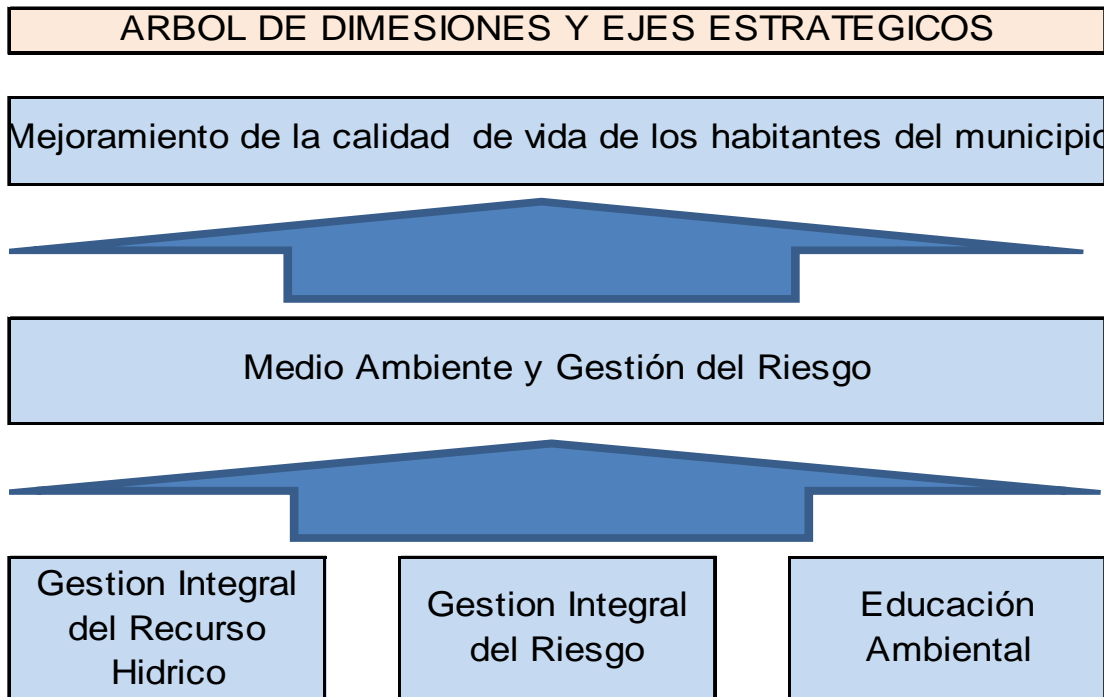 ARBOL DE DIMESIONES Y EJES ESTRATEGICOS
Mejoramiento de la calidad de vida de los habitantes del municipio
Medio Ambiente y Gestión del Riesgo
Gestion Integral
del Recurso
Hidrico
Gestion Integral
del Riesgo
Educación
Ambiental